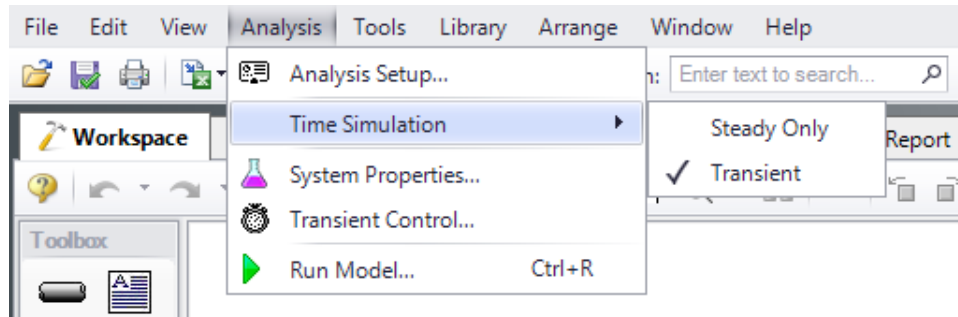 File Edit View Analysis Tools Library Arrange Window Help
Analysis Setup...
Enter text to search...
Time Simulation
Steady Only
Workspace
Report
System Properties...
Transient
Transient Control...
Toolbox
Run Model... Ctrl+R
A